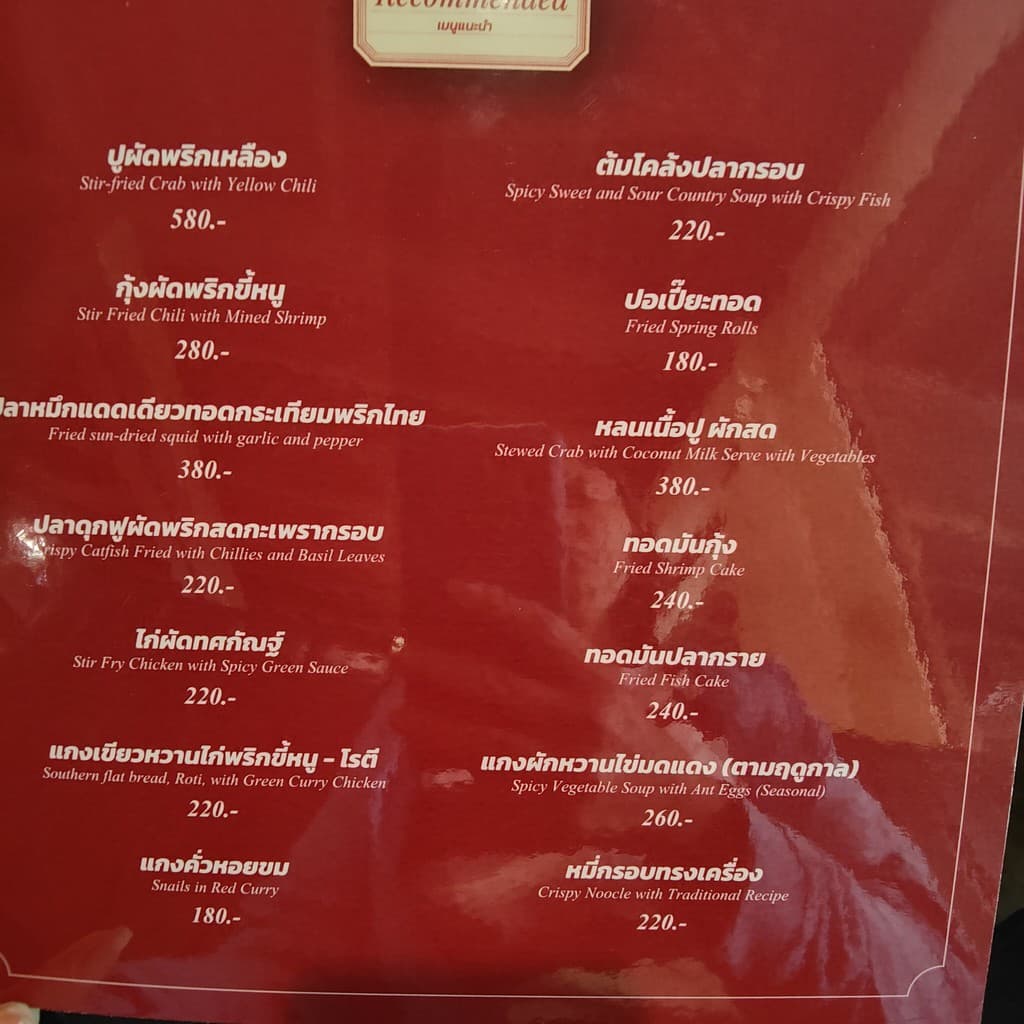 Recommended
เมนูแนะนำ
ปูผัดพริกเหลือง
Stir-fried Crab with Yellow Chili
580.-
กุ้งผัดพริกขี้หนู
Stir Fried Chili with Mined Shrimp
280.-
ปลาหมึกแดดเดียวทอดกระเทียมพริกไทย
Fried sun-dried squid with garlic and pepper
380.-
ปลาดุกฟูผัดพริกสดกะเพรากรอบ
Crispy Catfish Fried with Chillies and Basil Leaves
220.-
ไก่ผัดทศกัณฐ์
Stir Fry Chicken with Spicy Green Sauce
220.-
แกงเขียวหวานไก่พริกขี้หนู - โรตี
Southern flat bread, Roti, with Green Curry Chicken
220.-
แกงคั่วหอยขม
Snails in Red Curry
180.-
ต้มโคล้งปลากรอบ
Spicy Sweet and Sour Country Soup with Crispy Fish
220.-
ปอเปี๊ยะทอด
Fried Spring Rolls
180.-
หลนเนื้อปู ผักสด
Stewed Crab with Coconut Milk Serve with Vegetables
380.-
ทอดมันกุ้ง
Fried Shrimp Cake
240.-
ทอดมันปลากราย
Fried Fish Cake
240.-
แกงผักหวานไข่มดแดง (ตามฤดูกาล)
Spicy Vegetable Soup with Ant Eggs (Seasonal)
260.-
หมี่กรอบทรงเครื่อง
Crispy Noocle with Traditional Recipe
220.-